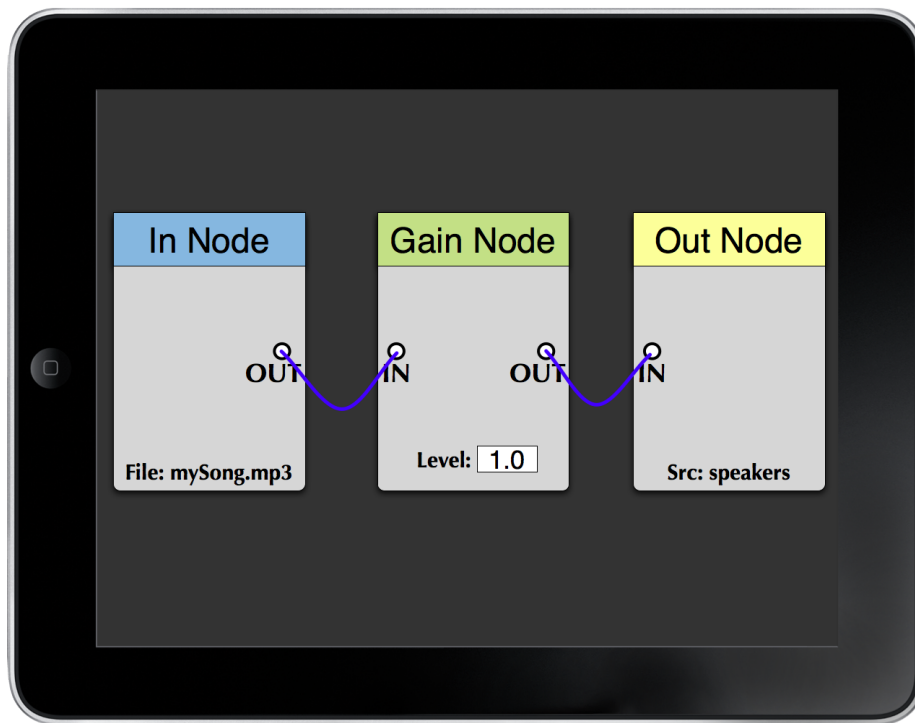 In Node
OUT
File: mySong.mp3
Gain Node
IN
OUT
Level: 1.0
Out Node
IN
Src: speakers